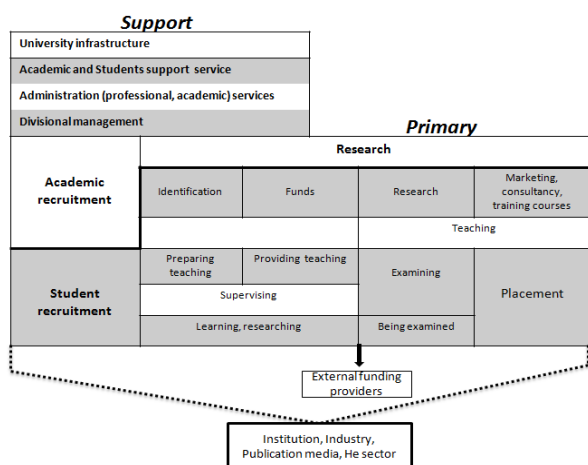 Support
University infrastructure
Academic and Students support service
Administration (professional, academic) services
Divisional management
Primary
Research
Academic
recruitment
Identification
Funds
Research
Marketing,
consultancy,
training courses
Teaching
Student
recruitment
Preparing
teaching
Providing teaching
Examining
Placement
Supervising
Learning, researching
Being examined
External funding
providers
Institution, Industry,
Publication media, He sector